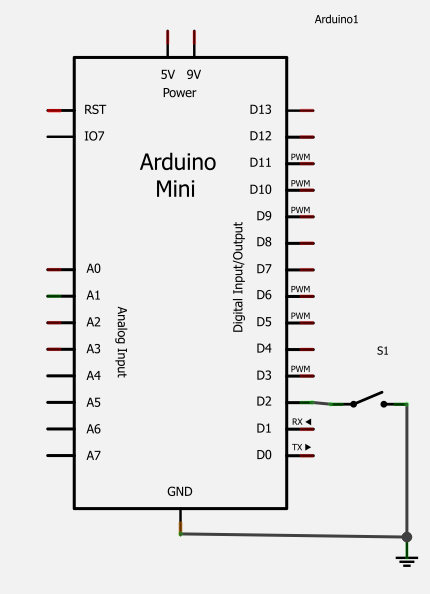 Arduino1
5V 9V
Power
RST
IO7
Arduino
Mini
A0
A1
A2
A3
A4
A5
A6
A7
Analog Input
Digital Input/Output
D13
D12
D11 PWM
D10 PWM
D9 PWM
D8
D7
D6 PWM
D5 PWM
D4
D3 PWM
D2
D1 RX ◀
D0 TX ▶
S1
GND